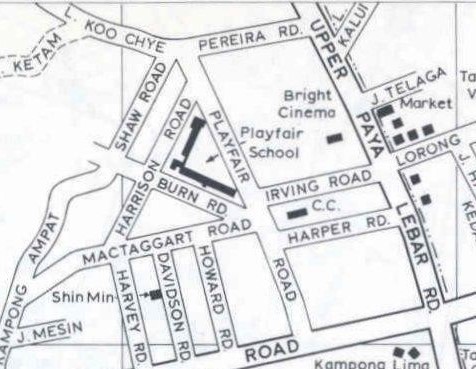 KETAM
KOO CHYE
PEREIRA RD.
UPPER
PAYA
LEBAR RD.
L. KALUI
J. TELAGA
Market
Bright
Cinema
SHAW ROAD
HARRISON ROAD
PLAYFAIR
ROAD
Playfair
School
BURN RD.
IRVING ROAD
LORONG
C.C.
HARPER RD.
MACTAGGART ROAD
AMPAT
KAMPONG
HARVEY RD.
DAVIDSON RD.
HOWARD RD.
Shin Min
J. MESIN
ROAD
Kampong Lima